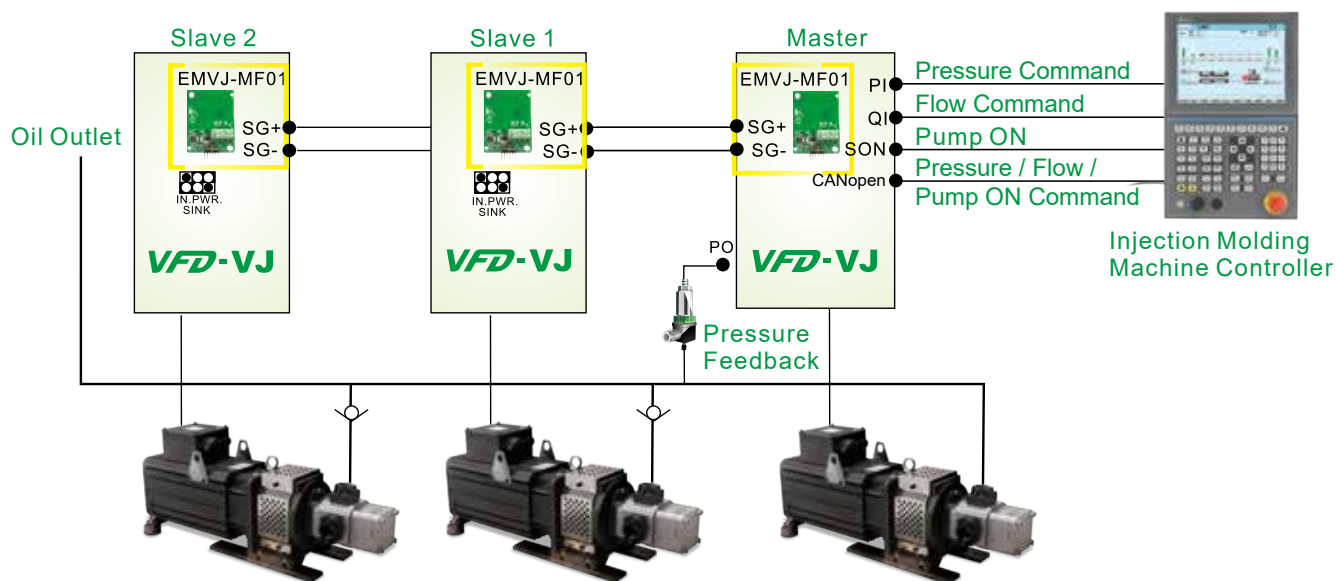 Slave 2
Slave 1
Master
EMVJ-MF01
EMVJ-MF01
EMVJ-MF01
PI
Pressure Command
QI
Flow Command
Oil Outlet
SG+
SG+
SG+
SG-
SG-
SG-
SON
Pump ON
CANopen
Pressure / Flow /
Pump ON Command
IN.PWR.
SINK
IN.PWR.
SINK
Injection Molding
Machine Controller
PO
VFD-VJ
VFD-VJ
VFD-VJ
Pressure
Feedback